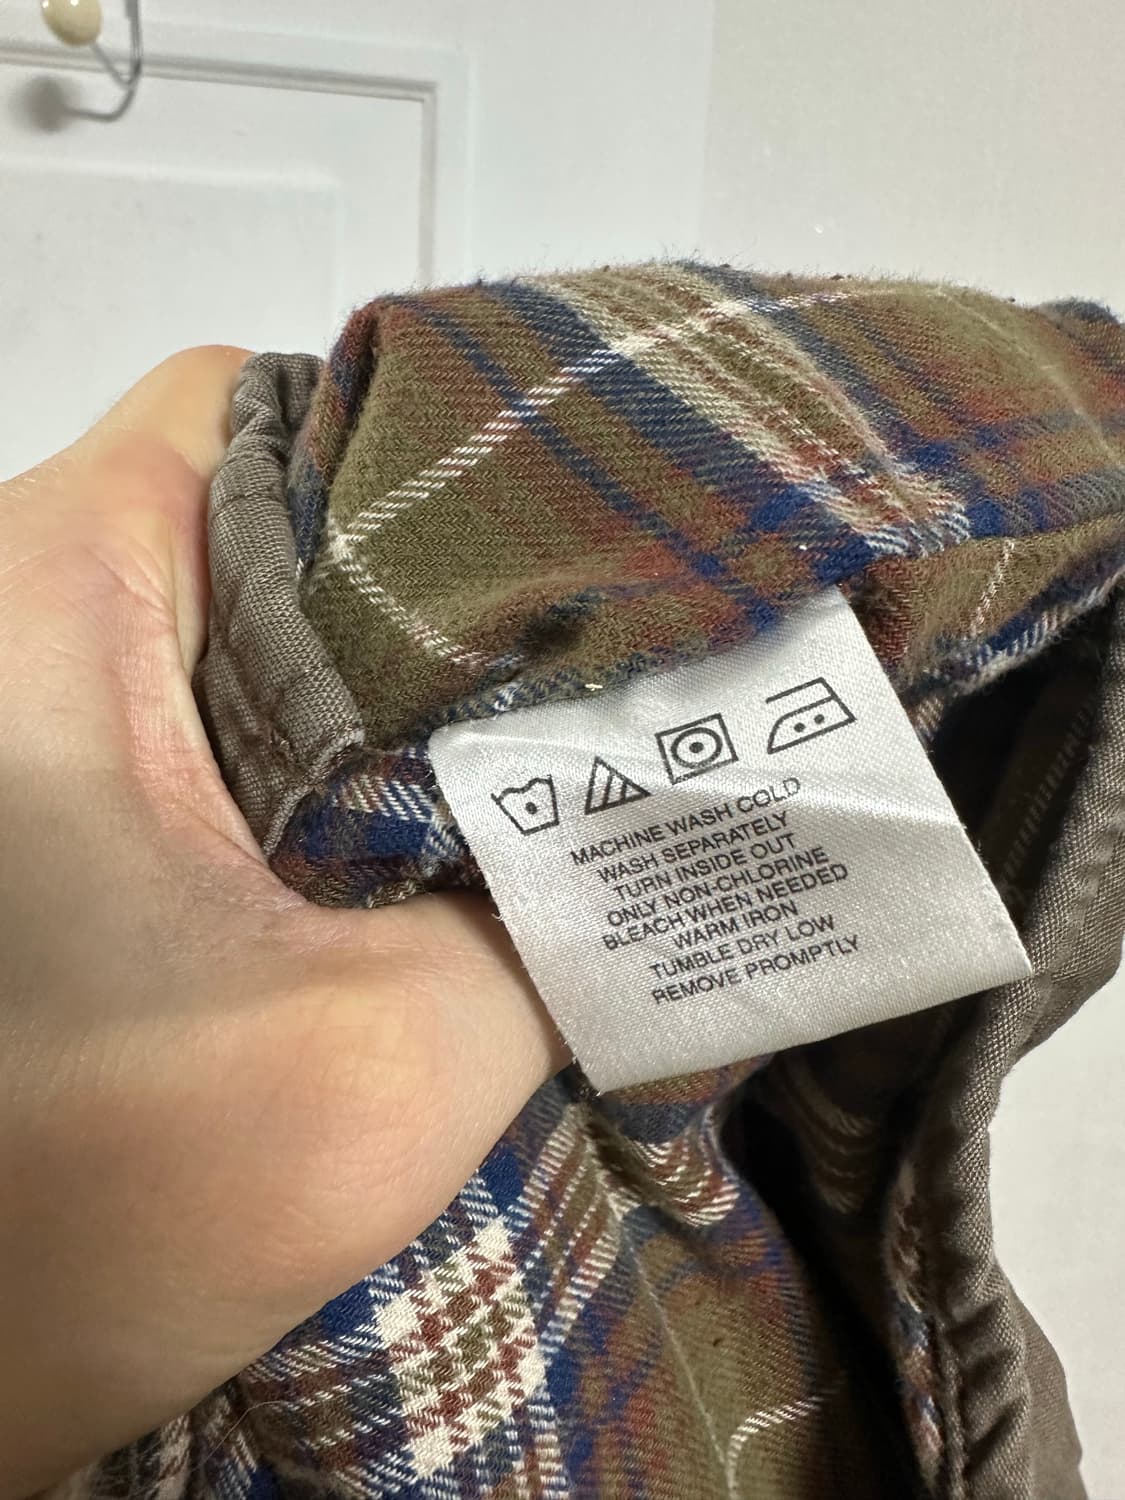 MACHINE WASH COLD
WASH SEPARATELY
TURN INSIDE OUT
ONLY NON-CHLORINE
BLEACH WHEN NEEDED
WARM IRON
TUMBLE DRY LOW
REMOVE PROMPTLY